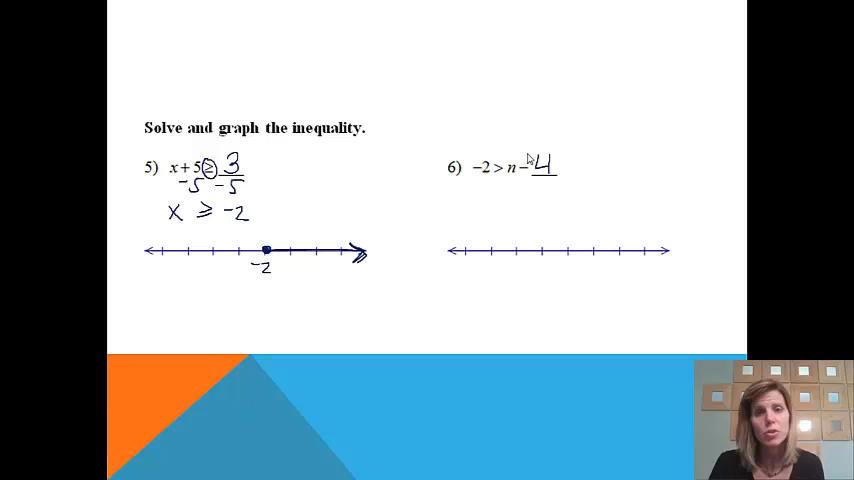 Solve and graph the inequality.
5) x + 5 ≥ 3
-5 -5
x ≥ -2
-2
6) -2 > n - 4